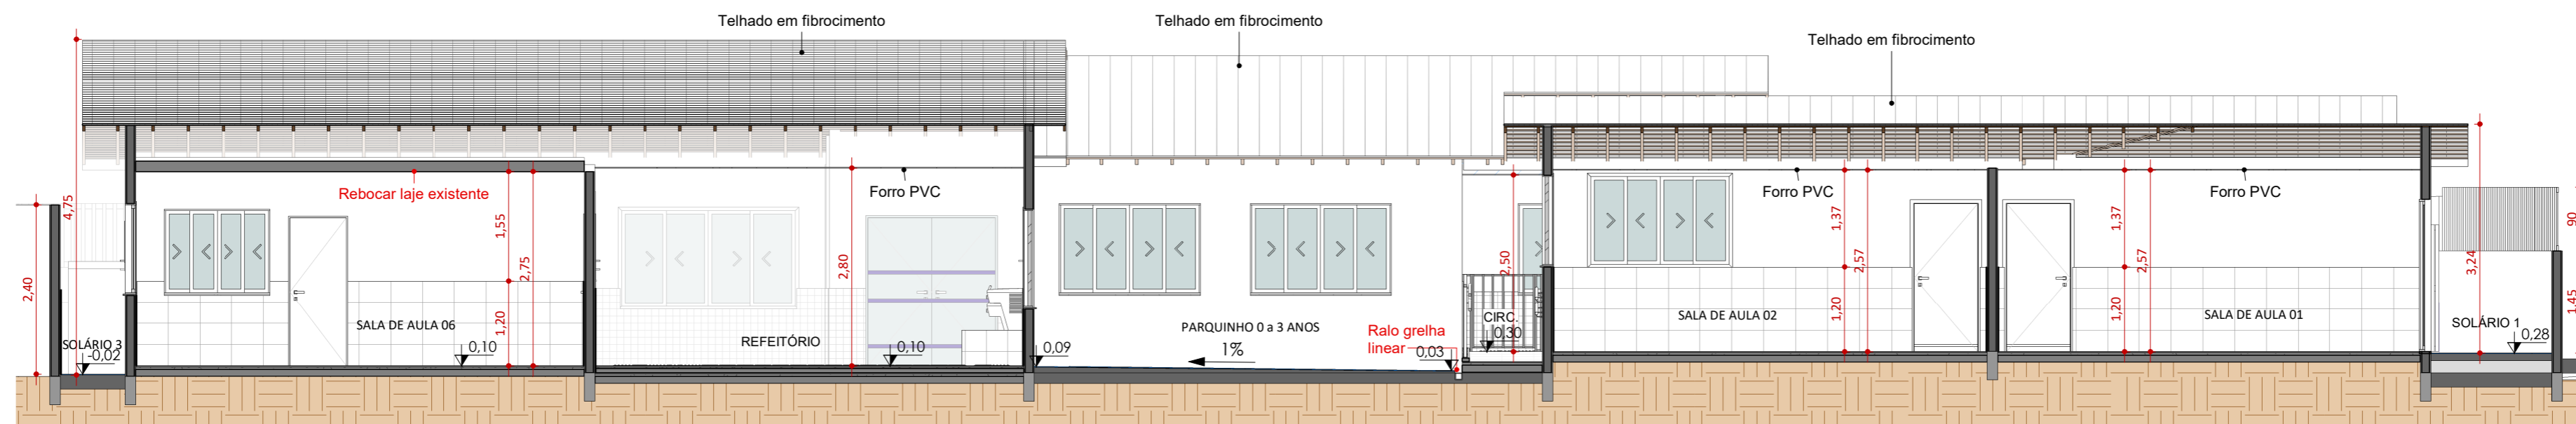 Telhado em fibrocimento
Telhado em fibrocimento
Telhado em fibrocimento
4,75
2,40
Rebocar laje existente
1,55
2,75
1,20
SALA DE AULA 06
SOLÁRIO 3
-0,02
0,10
Forro PVC
2,80
REFEITÓRIO
0,10
0,09
PARQUINHO 0 a 3 ANOS
1%
Ralo grelha
linear
0,03
2,50
CIRC.
0,30
Forro PVC
1,37
2,57
1,20
SALA DE AULA 02
Forro PVC
1,37
2,57
1,20
SALA DE AULA 01
3,24
SOLÁRIO 1
0,28
90
1,45